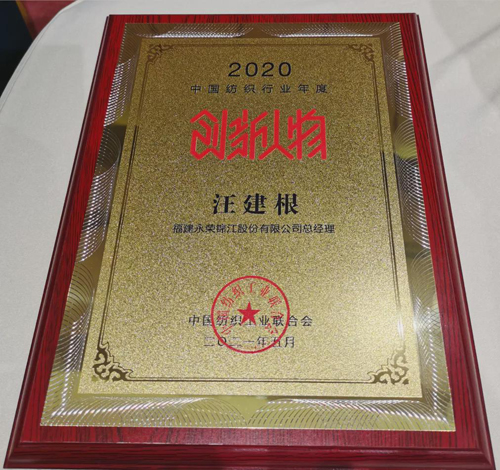 2020
中国纺织行业年度
创新人物
汪建根
福建永荣锦江股份有限公司总经理
中国纺织工业联合会
二〇二一年五月